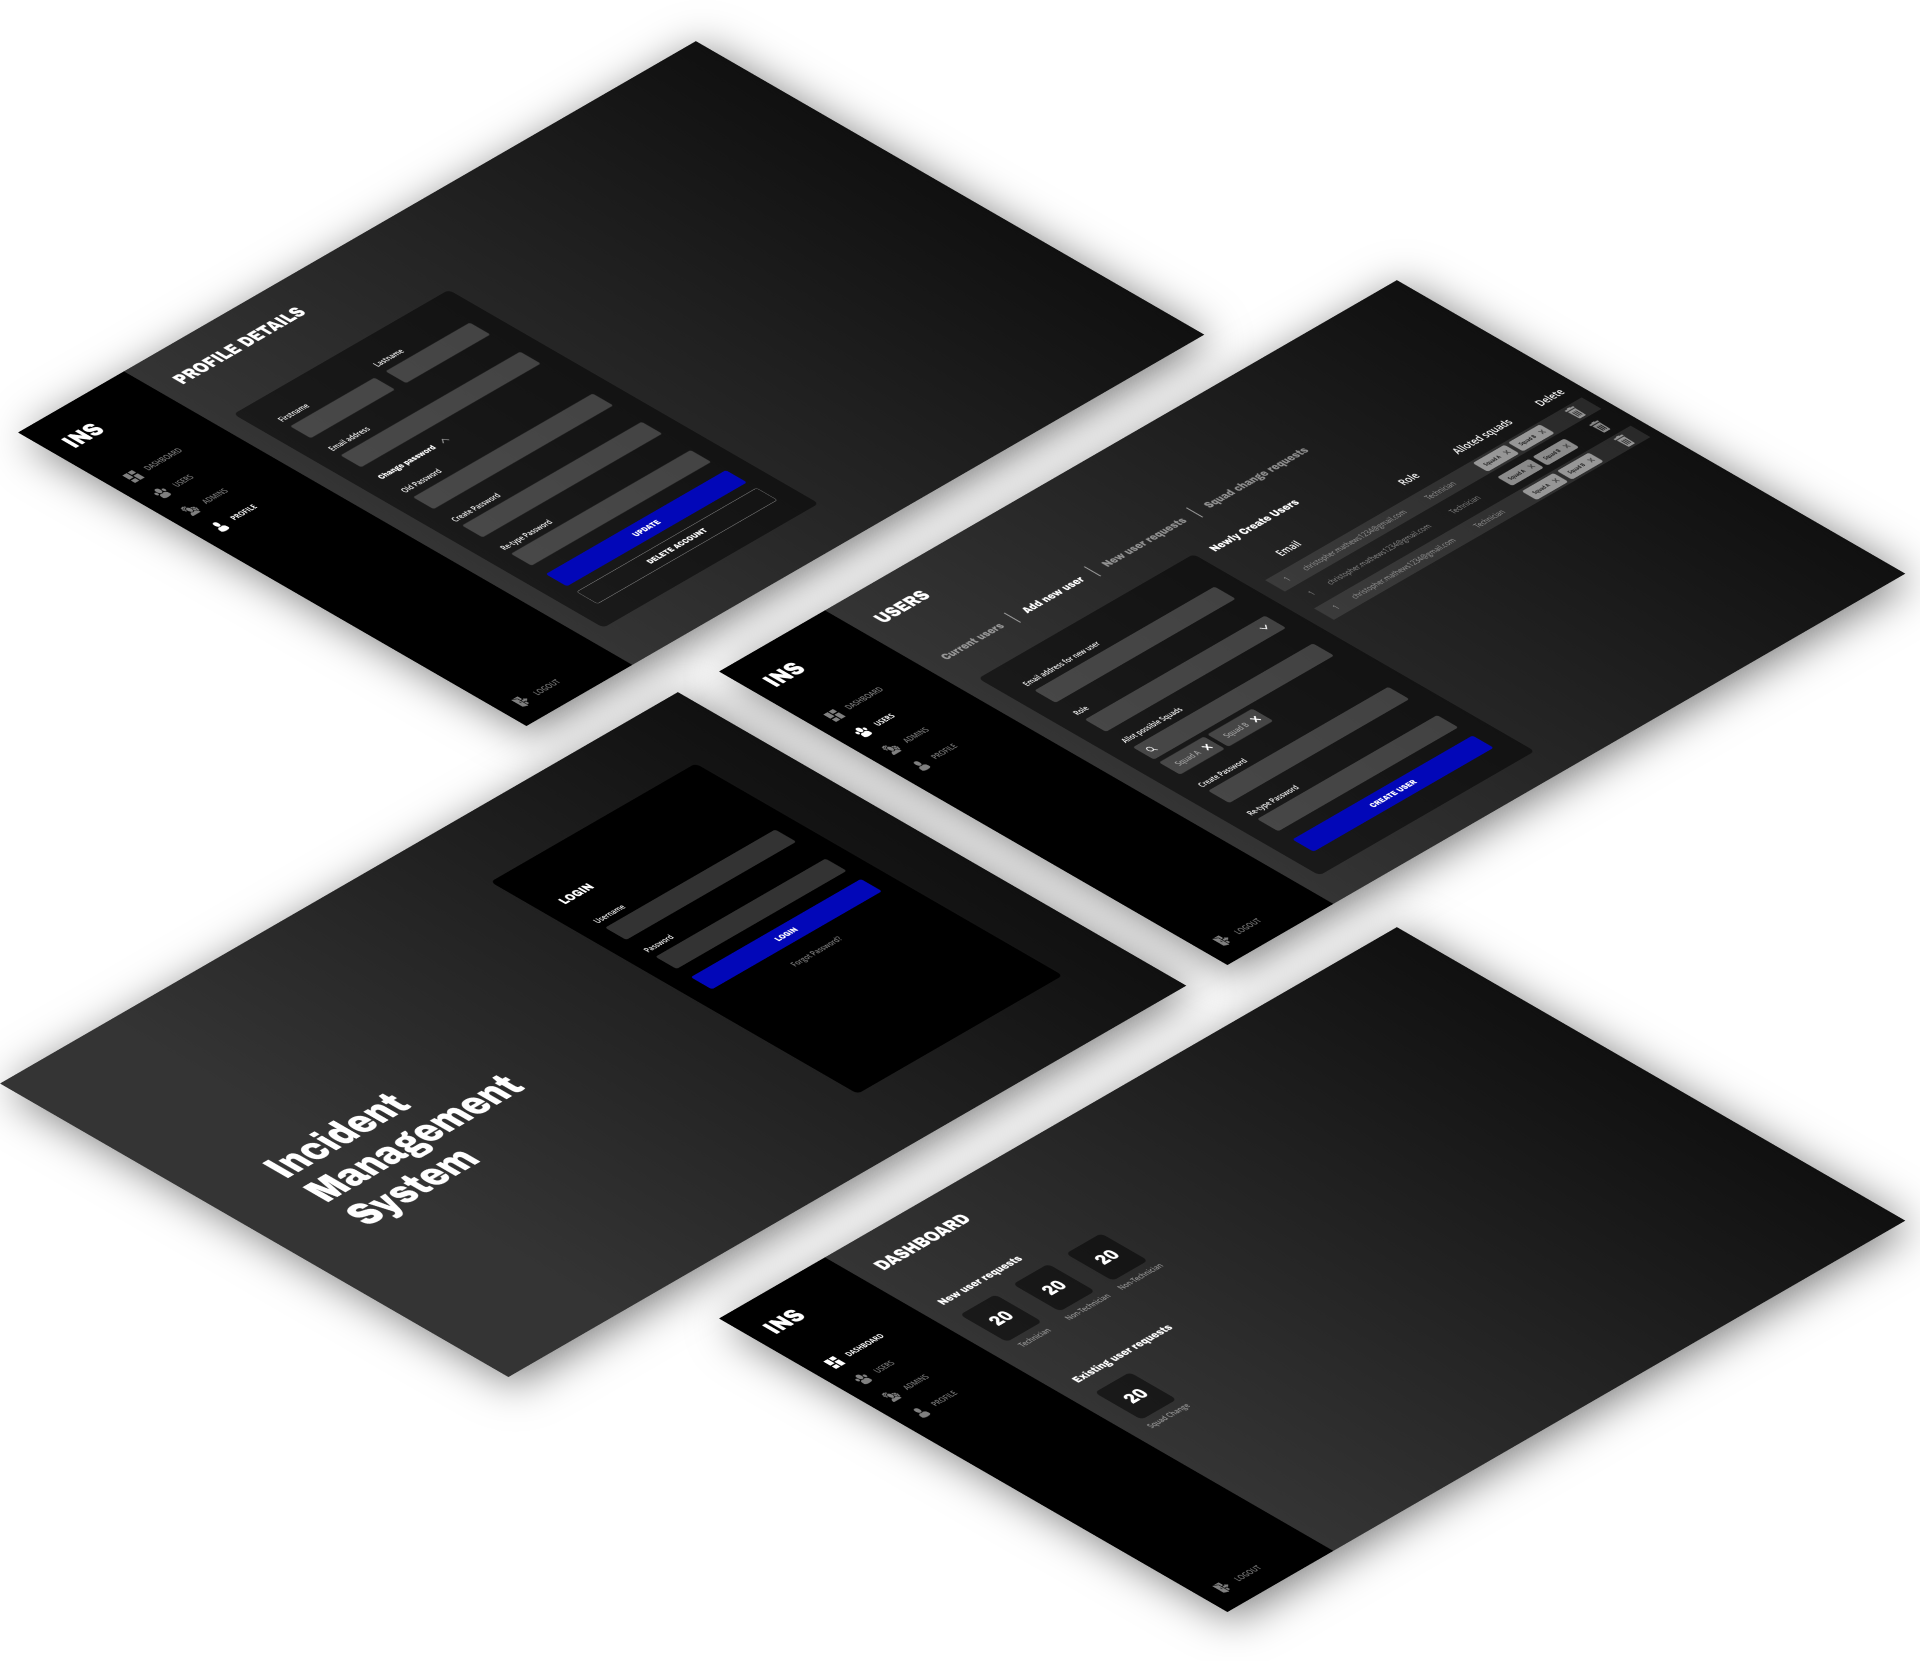 INS
DASHBOARD
USERS
ADMINS
PROFILE
LOGOUT
PROFILE DETAILS
Firstname
Lastname
Email address
Change password
Old Password
Create Password
Re-type Password
UPDATE
DELETE ACCOUNT
INS
DASHBOARD
USERS
ADMINS
PROFILE
LOGOUT
USERS
Current users | Add new user | New user requests | Squad change requests
Email address for new user
Role
Allot possible Squads
Squad A X Squad B X
Create Password
Re-type Password
CREATE USER
Newly Create Users
Email Role Alloted squads Delete
1 christopher.mathews1234@gmail.com Technician Squad A X Squad B X
1 christopher.mathews1234@gmail.com Technician Squad A X Squad B X
1 christopher.mathews1234@gmail.com Technician Squad A X Squad B X
Incident
Management
System
LOGIN
Username
Password
LOGIN
Forgot Password?
INS
DASHBOARD
USERS
ADMINS
PROFILE
LOGOUT
DASHBOARD
New user requests
20 20 20
Technician Non-Technician Non-Technician
Existing user requests
20
Squad Change